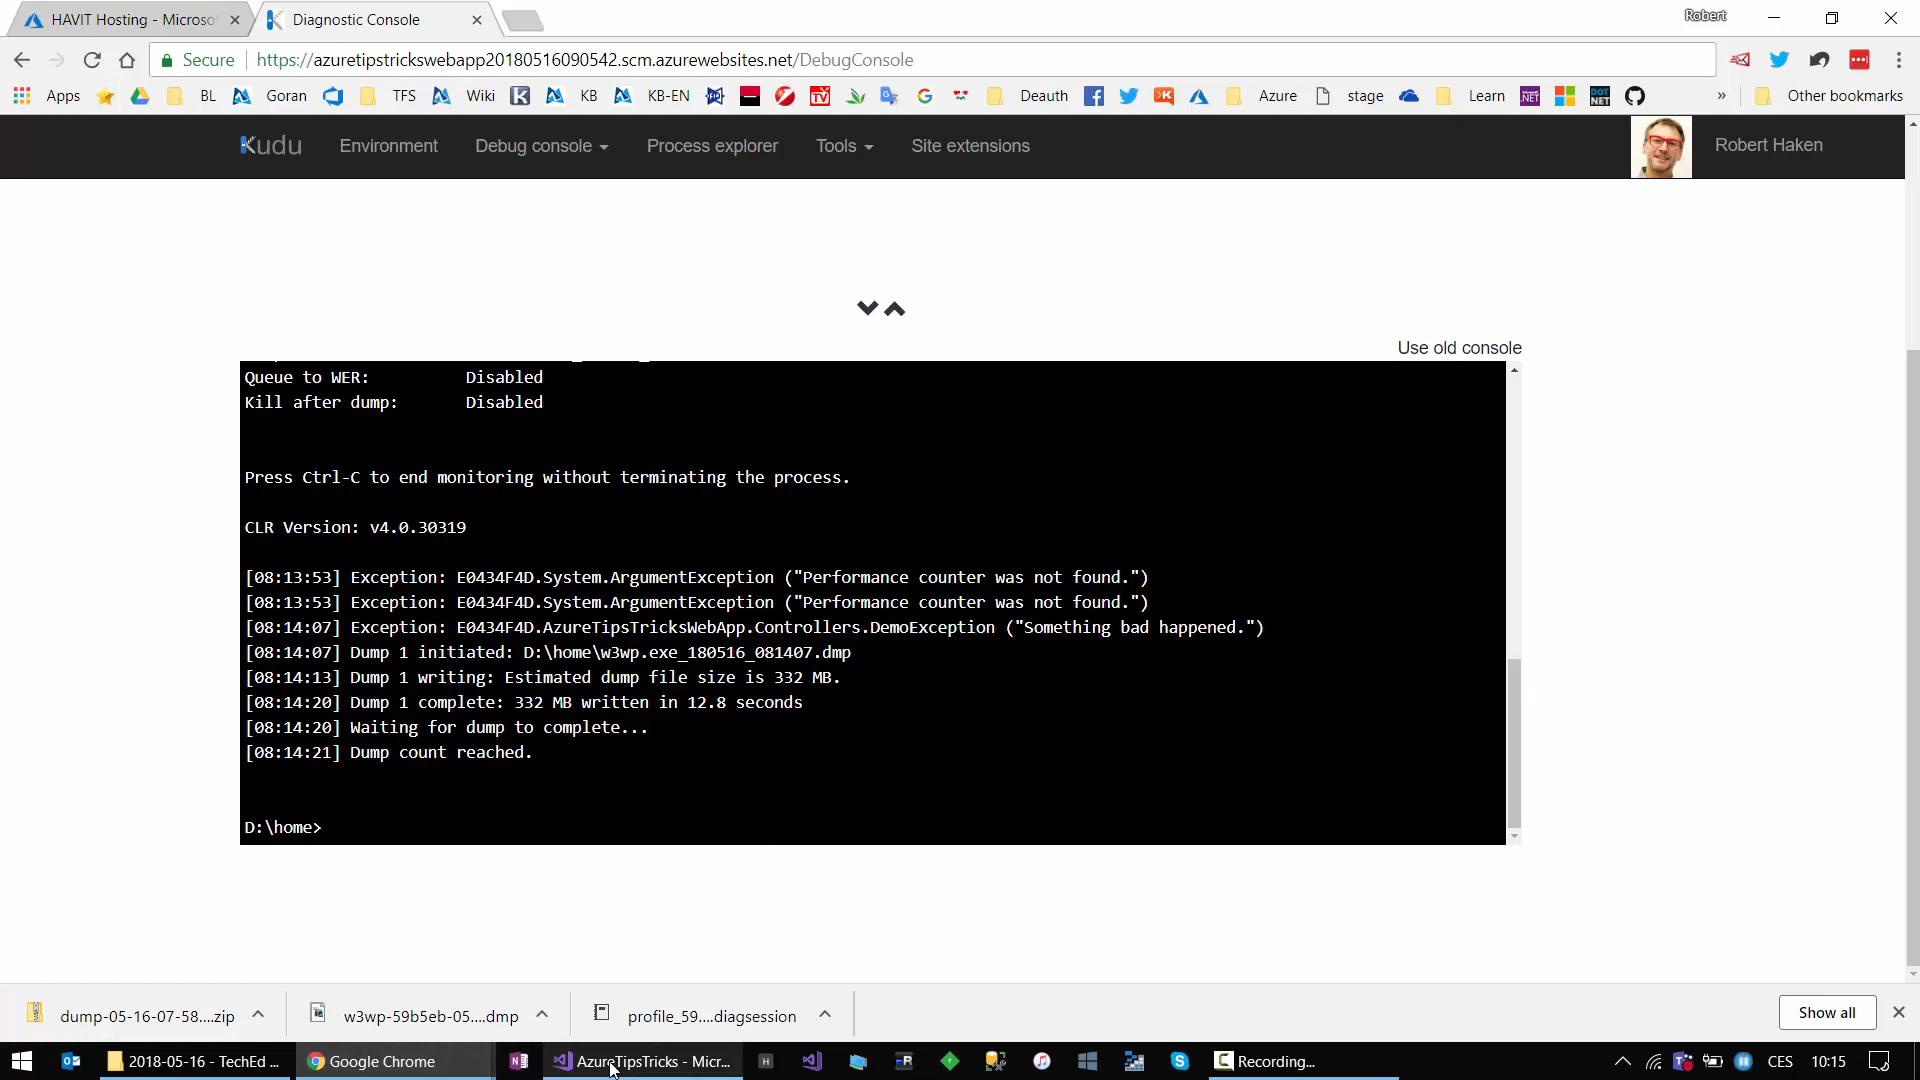 HAVIT Hosting - Microso
Diagnostic Console
Robert
Secure
https://azuretipstrickswebapp20180516090542.scm.azurewebsites.net/DebugConsole
Apps
BL
Goran
TFS
Wiki
KB
KB-EN
Deauth
Azure
stage
Learn
Other bookmarks
Kudu
Environment
Debug console
Process explorer
Tools
Site extensions
Robert Haken
Use old console
Queue to WER: Disabled
Kill after dump: Disabled
Press Ctrl-C to end monitoring without terminating the process.
CLR Version: v4.0.30319
[08:13:53] Exception: E0434F4D.System.ArgumentException ("Performance counter was not found.")
[08:13:53] Exception: E0434F4D.System.ArgumentException ("Performance counter was not found.")
[08:14:07] Exception: E0434F4D.AzureTipsTricksWebApp.Controllers.DemoException ("Something bad happened.")
[08:14:07] Dump 1 initiated: D:\home\w3wp.exe_180516_081407.dmp
[08:14:13] Dump 1 writing: Estimated dump file size is 332 MB.
[08:14:20] Dump 1 complete: 332 MB written in 12.8 seconds
[08:14:20] Waiting for dump to complete...
[08:14:21] Dump count reached.
D:\home>
dump-05-16-07-58....zip
w3wp-59b5eb-05....dmp
profile_59....diagsession
Show all
2018-05-16 - TechEd ...
Google Chrome
AzureTipsTricks - Micr...
Recording...
CES
10:15